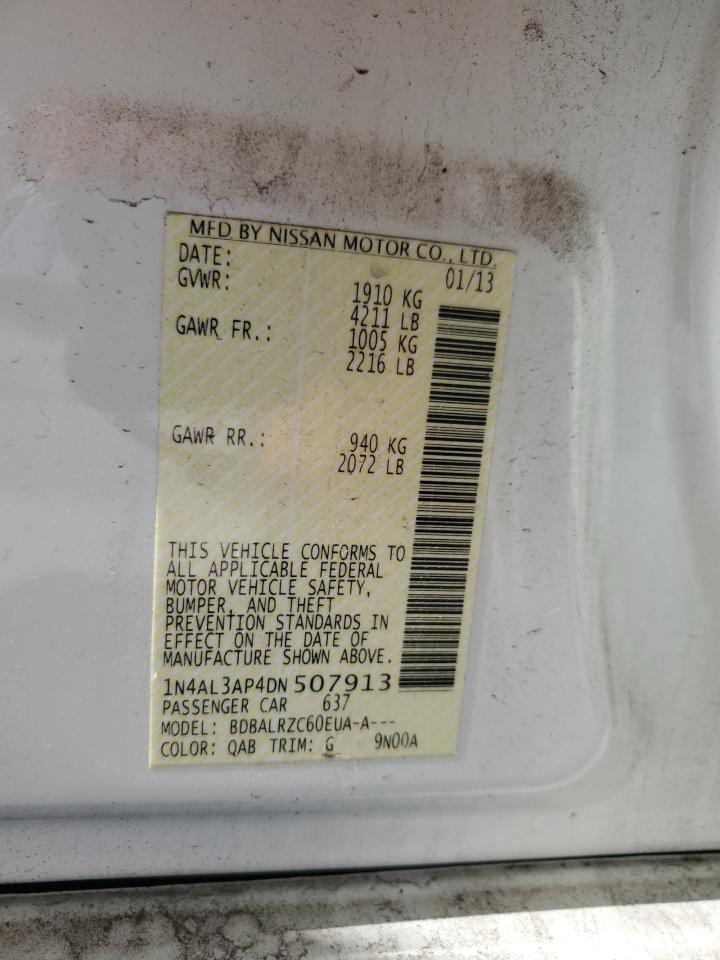 MFD BY NISSAN MOTOR CO., LTD.
DATE: 01/13
GVWR: 1910 KG
4211 LB
GAWR FR.: 1005 KG
2216 LB
GAWR RR.: 940 KG
2072 LB
THIS VEHICLE CONFORMS TO
ALL APPLICABLE FEDERAL
MOTOR VEHICLE SAFETY,
BUMPER, AND THEFT
PREVENTION STANDARDS IN
EFFECT ON THE DATE OF
MANUFACTURE SHOWN ABOVE.
1N4AL3AP4DN507913
PASSENGER CAR 637
MODEL: BDBALRZC60EUA-A---
COLOR: QAB TRIM: G 9N00A